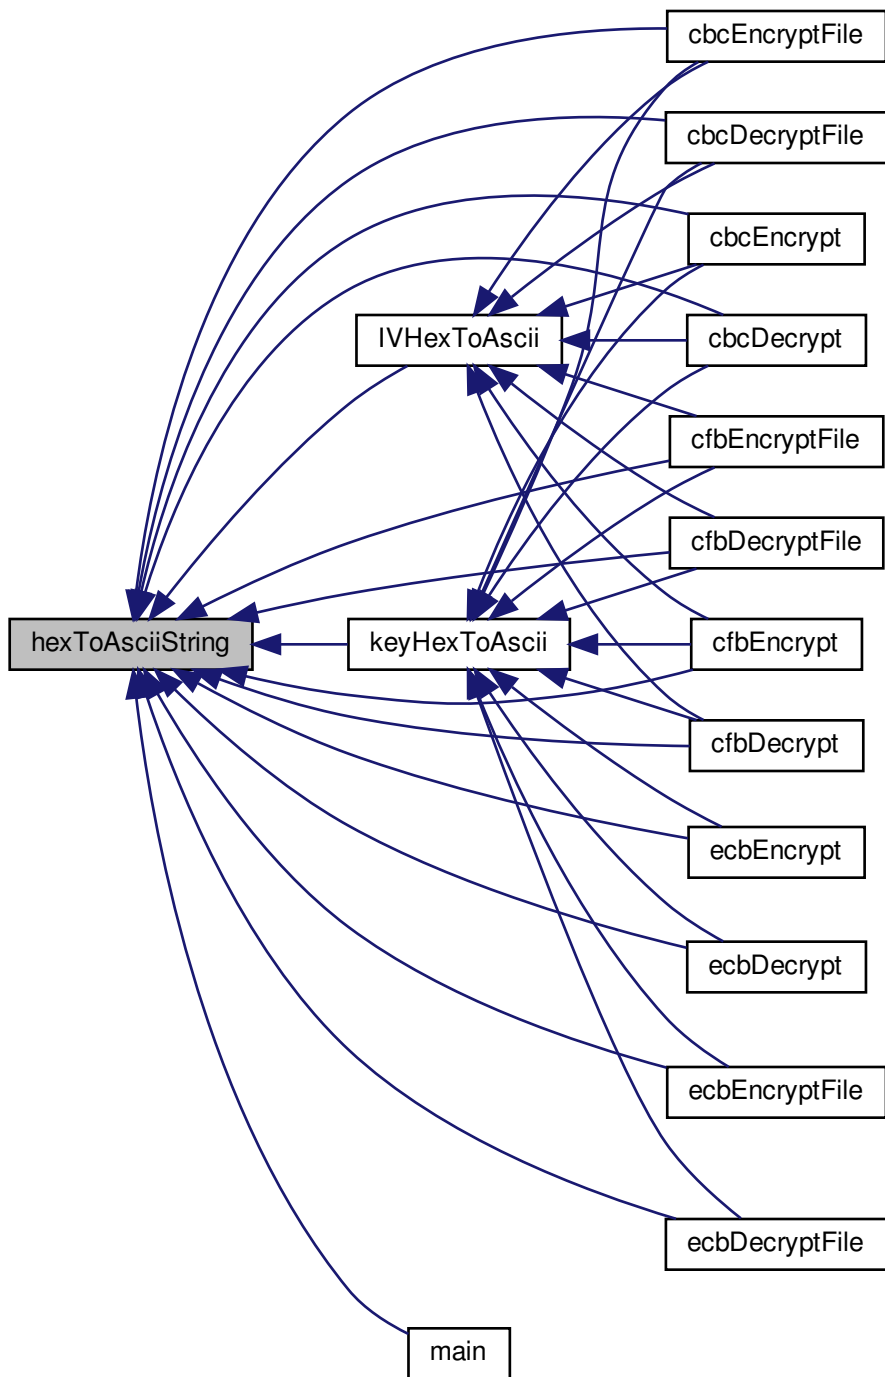 cbcEncryptFile
cbcDecryptFile
cbcEncrypt
IVHexToAscii
cbcDecrypt
cfbEncryptFile
cfbDecryptFile
hexToAsciiString
keyHexToAscii
cfbEncrypt
cfbDecrypt
ecbEncrypt
ecbDecrypt
ecbEncryptFile
ecbDecryptFile
main